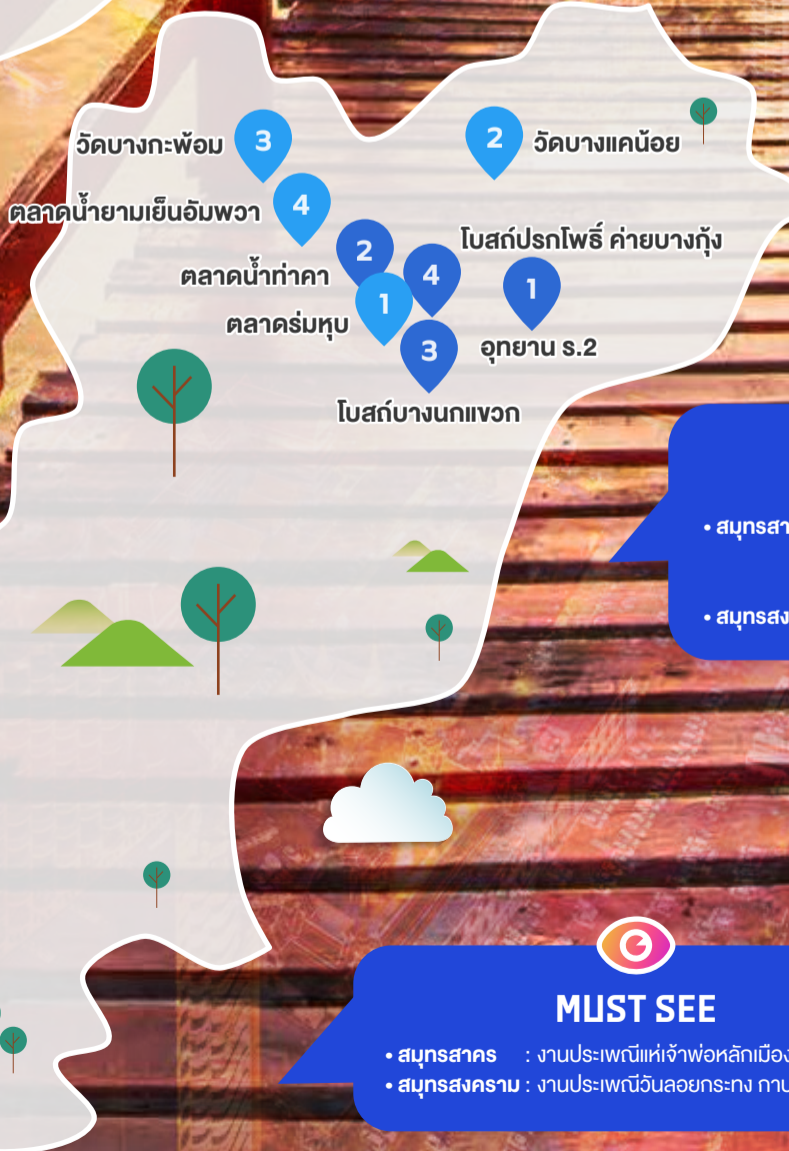 วัดบางกะพ้อม 3
2 วัดบางแคน้อย
ตลาดน้ำยามเย็นอัมพวา 4
โบสถ์ปรกโพธิ์ ค่ายบางกุ้ง
ตลาดน้ำท่าคา 2
4
1
ตลาดร่มหุบ 1
3
อุทยาน ร.2
โบสถ์บางนกแขวก
• สมุทรสา
• สมุทรสง
MUST SEE
• สมุทรสาคร : งานประเพณีแห่เจ้าพ่อหลักเมือง
• สมุทรสงคราม : งานประเพณีวันลอยกระทง กาบ